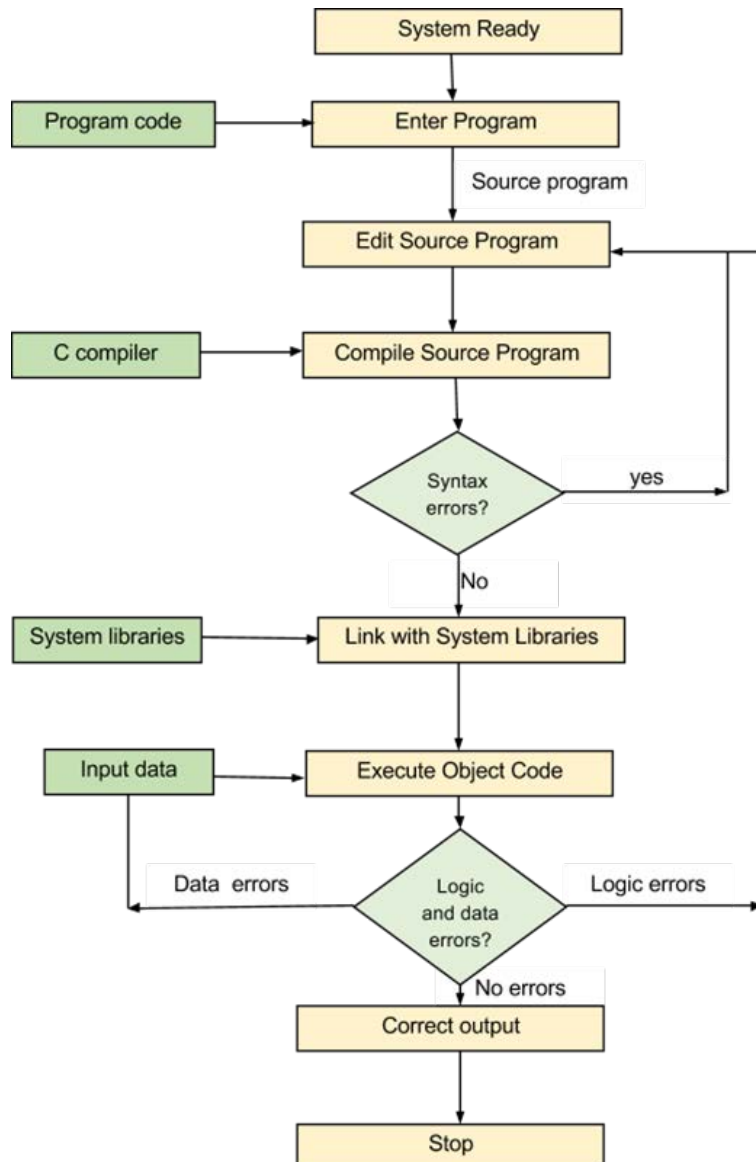 System Ready
Program code
Enter Program
Source program
Edit Source Program
C compiler
Compile Source Program
Syntax
errors?
yes
No
System libraries
Link with System Libraries
Input data
Execute Object Code
Data errors
Logic
and data
errors?
Logic errors
No errors
Correct output
Stop